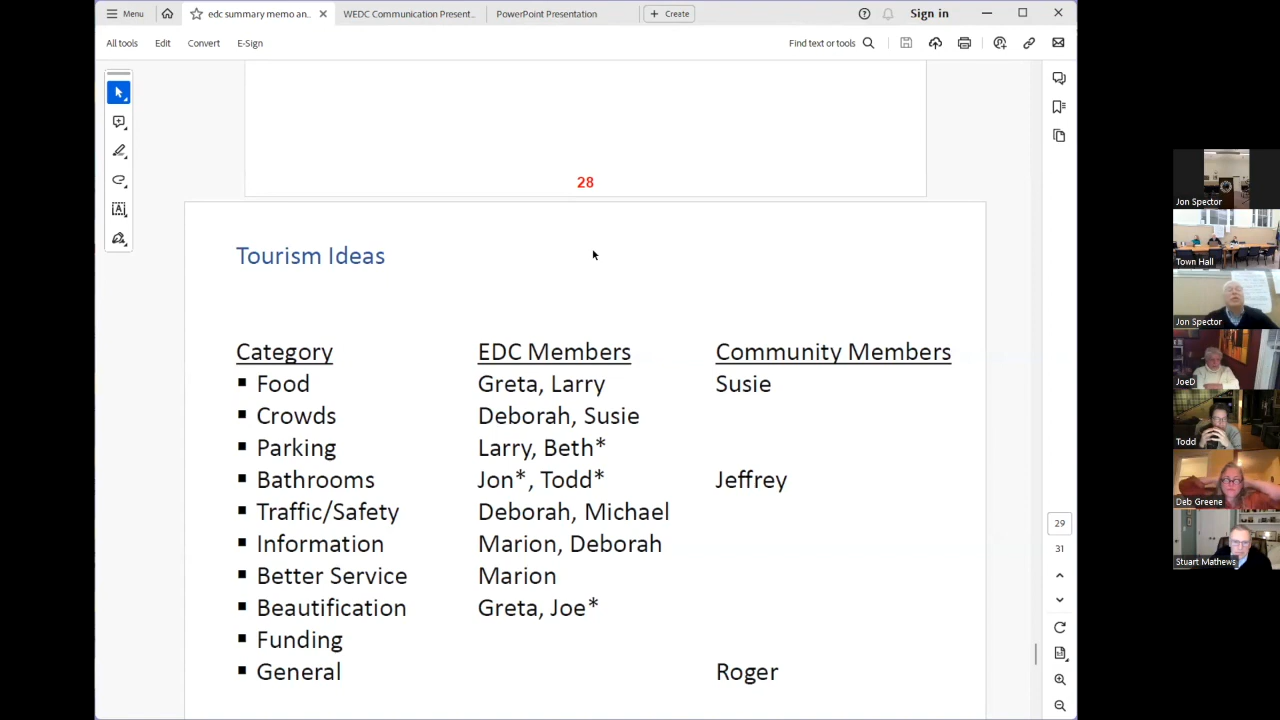 Menu
edc summary memo an...
WEDC Communication Present...
PowerPoint Presentation
Create
Sign in
All tools
Edit
Convert
E-Sign
Find text or tools
28
Tourism Ideas
Category EDC Members Community Members
▪ Food Greta, Larry Susie
▪ Crowds Deborah, Susie
▪ Parking Larry, Beth*
▪ Bathrooms Jon*, Todd* Jeffrey
▪ Traffic/Safety Deborah, Michael
▪ Information Marion, Deborah
▪ Better Service Marion
▪ Beautification Greta, Joe*
▪ Funding
▪ General Roger
29
31
Jon Spector
Town Hall
Jon Spector
JoeD
Todd
Deb Greene
Stuart Mathews